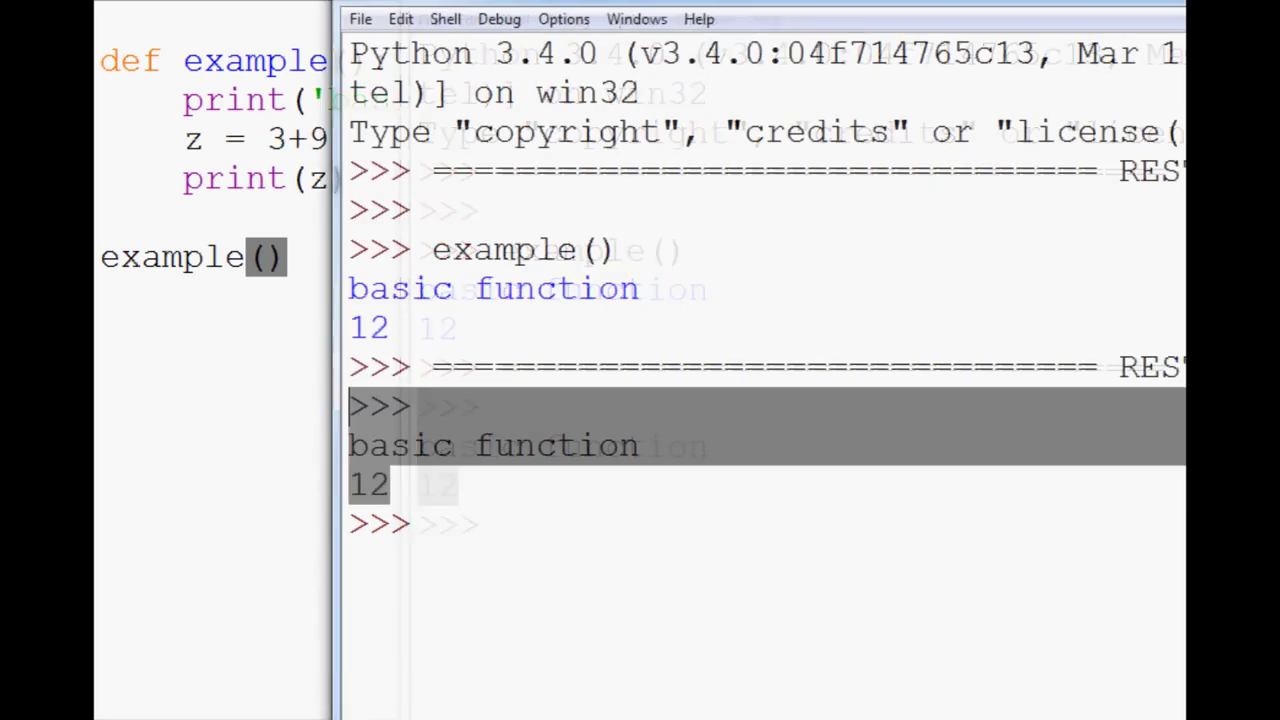 def example
print('
z = 3+9
print(z)
example()
File Edit Shell Debug Options Windows Help
Python 3.4.0 (v3.4.0:04f714765c13, Mar 1
tel)] on win32
Type "copyright", "credits" or "license(
>>> ================================ REST
>>>
>>> example()
basic function
12
>>> ================================ REST
>>>
basic function
12
>>>